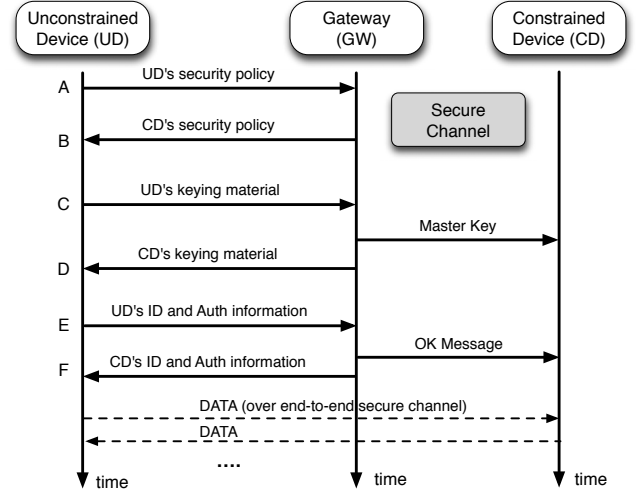 Unconstrained
Device (UD)
Gateway
(GW)
Constrained
Device (CD)
A
UD's security policy
Secure
Channel
B
CD's security policy
C
UD's keying material
Master Key
D
CD's keying material
E
UD's ID and Auth information
OK Message
F
CD's ID and Auth information
DATA (over end-to-end secure channel)
DATA
....
time
time
time